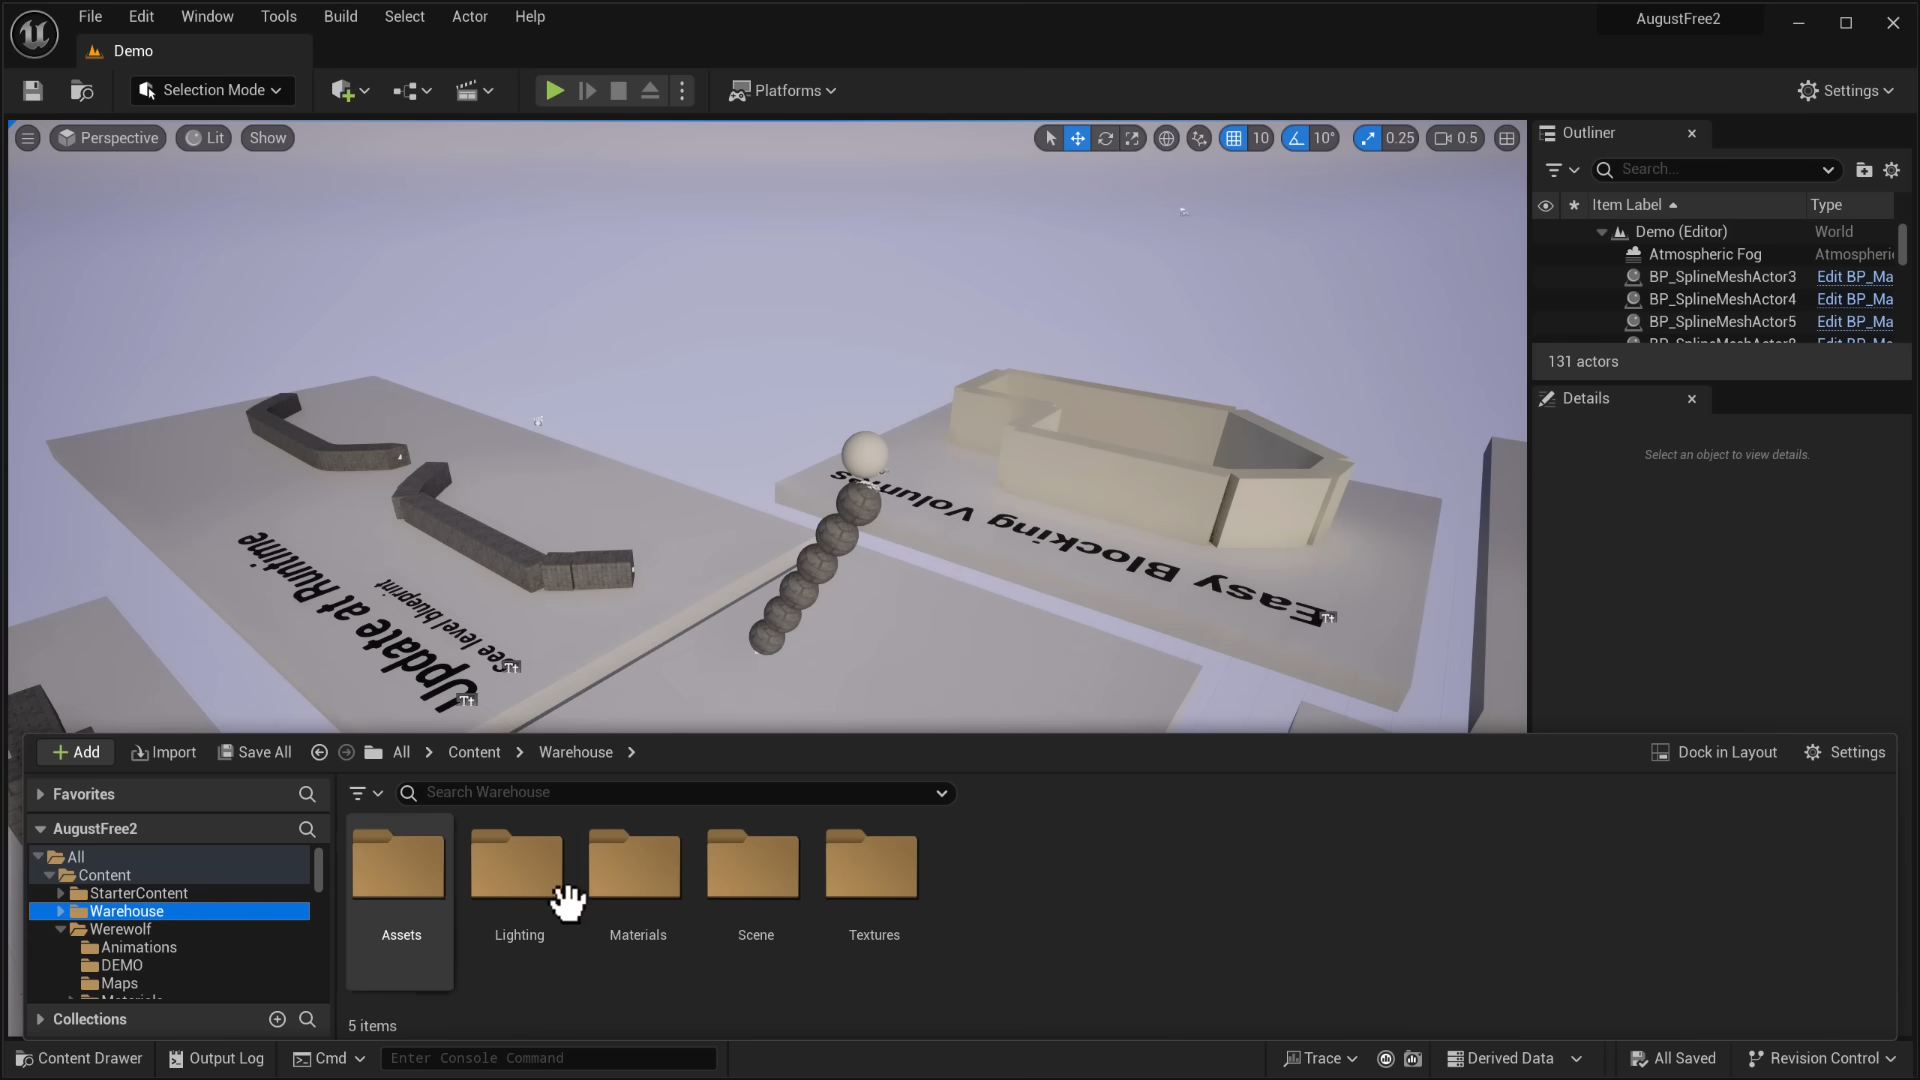 File Edit Window Tools Build Select Actor Help
AugustFree2
Demo
Selection Mode
Platforms
Settings
Perspective
Lit
Show
10
10°
0.25
0.5
Outliner
Search...
Item Label
Type
Demo (Editor)
World
Atmospheric Fog
Atmospheri
BP_SplineMeshActor3
Edit BP_Ma
BP_SplineMeshActor4
Edit BP_Ma
BP_SplineMeshActor5
Edit BP_Ma
131 actors
Details
Select an object to view details.
Easy Blocking Volumes
Update at Runtime
See level blueprint
Add
Import
Save All
All
Content
Warehouse
Dock in Layout
Settings
Favorites
Search Warehouse
AugustFree2
All
Content
StarterContent
Warehouse
Werewolf
Animations
DEMO
Maps
Materials
Collections
Assets
Lighting
Materials
Scene
Textures
5 items
Content Drawer
Output Log
Cmd
Enter Console Command
Trace
Derived Data
All Saved
Revision Control